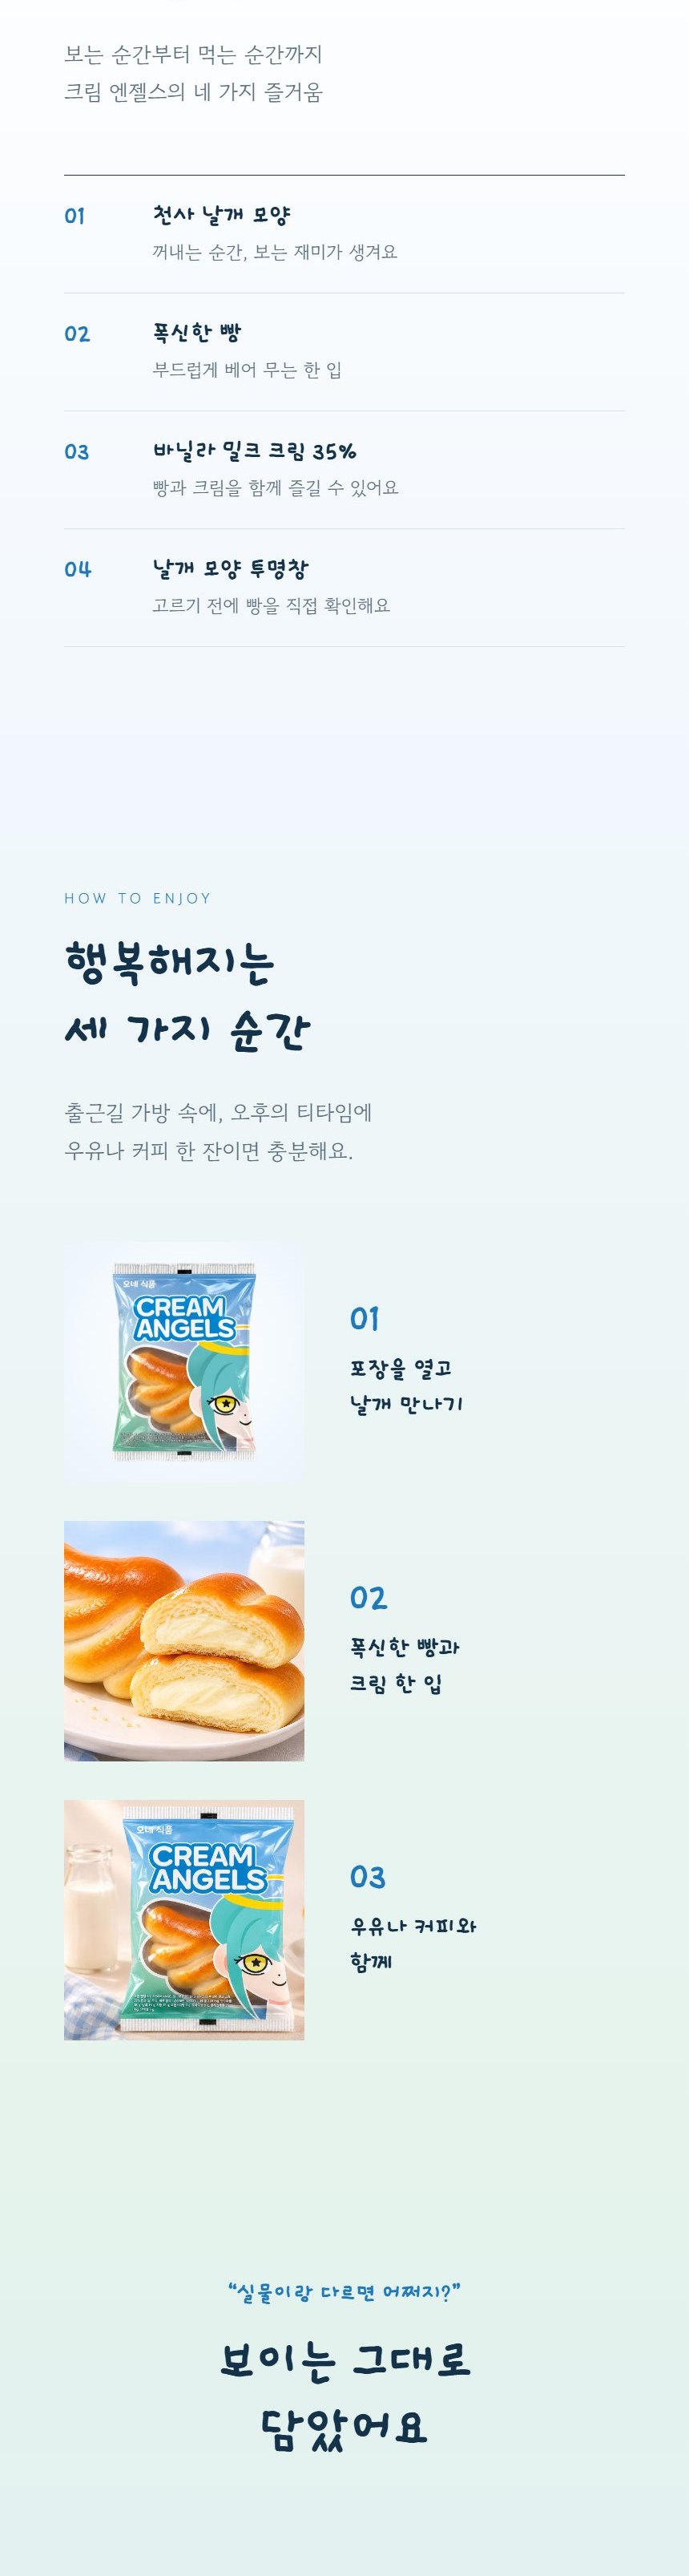 보는 순간부터 먹는 순간까지
크림 엔젤스의 네 가지 즐거움
01
천사 날개 모양
꺼내는 순간, 보는 재미가 생겨요
02
폭신한 빵
부드럽게 베어 무는 한 입
03
바닐라 밀크 크림 35%
빵과 크림을 함께 즐길 수 있어요
04
날개 모양 투명창
고르기 전에 빵을 직접 확인해요
HOW TO ENJOY
행복해지는
세 가지 순간
출근길 가방 속에, 오후의 티타임에
우유나 커피 한 잔이면 충분해요.
오네 식품
CREAM
ANGELS
01
포장을 열고
날개 만나기
02
폭신한 빵과
크림 한 입
오네 식품
CREAM
ANGELS
03
우유나 커피와
함께
“실물이랑 다르면 어쩌지?”
보이는 그대로
담았어요